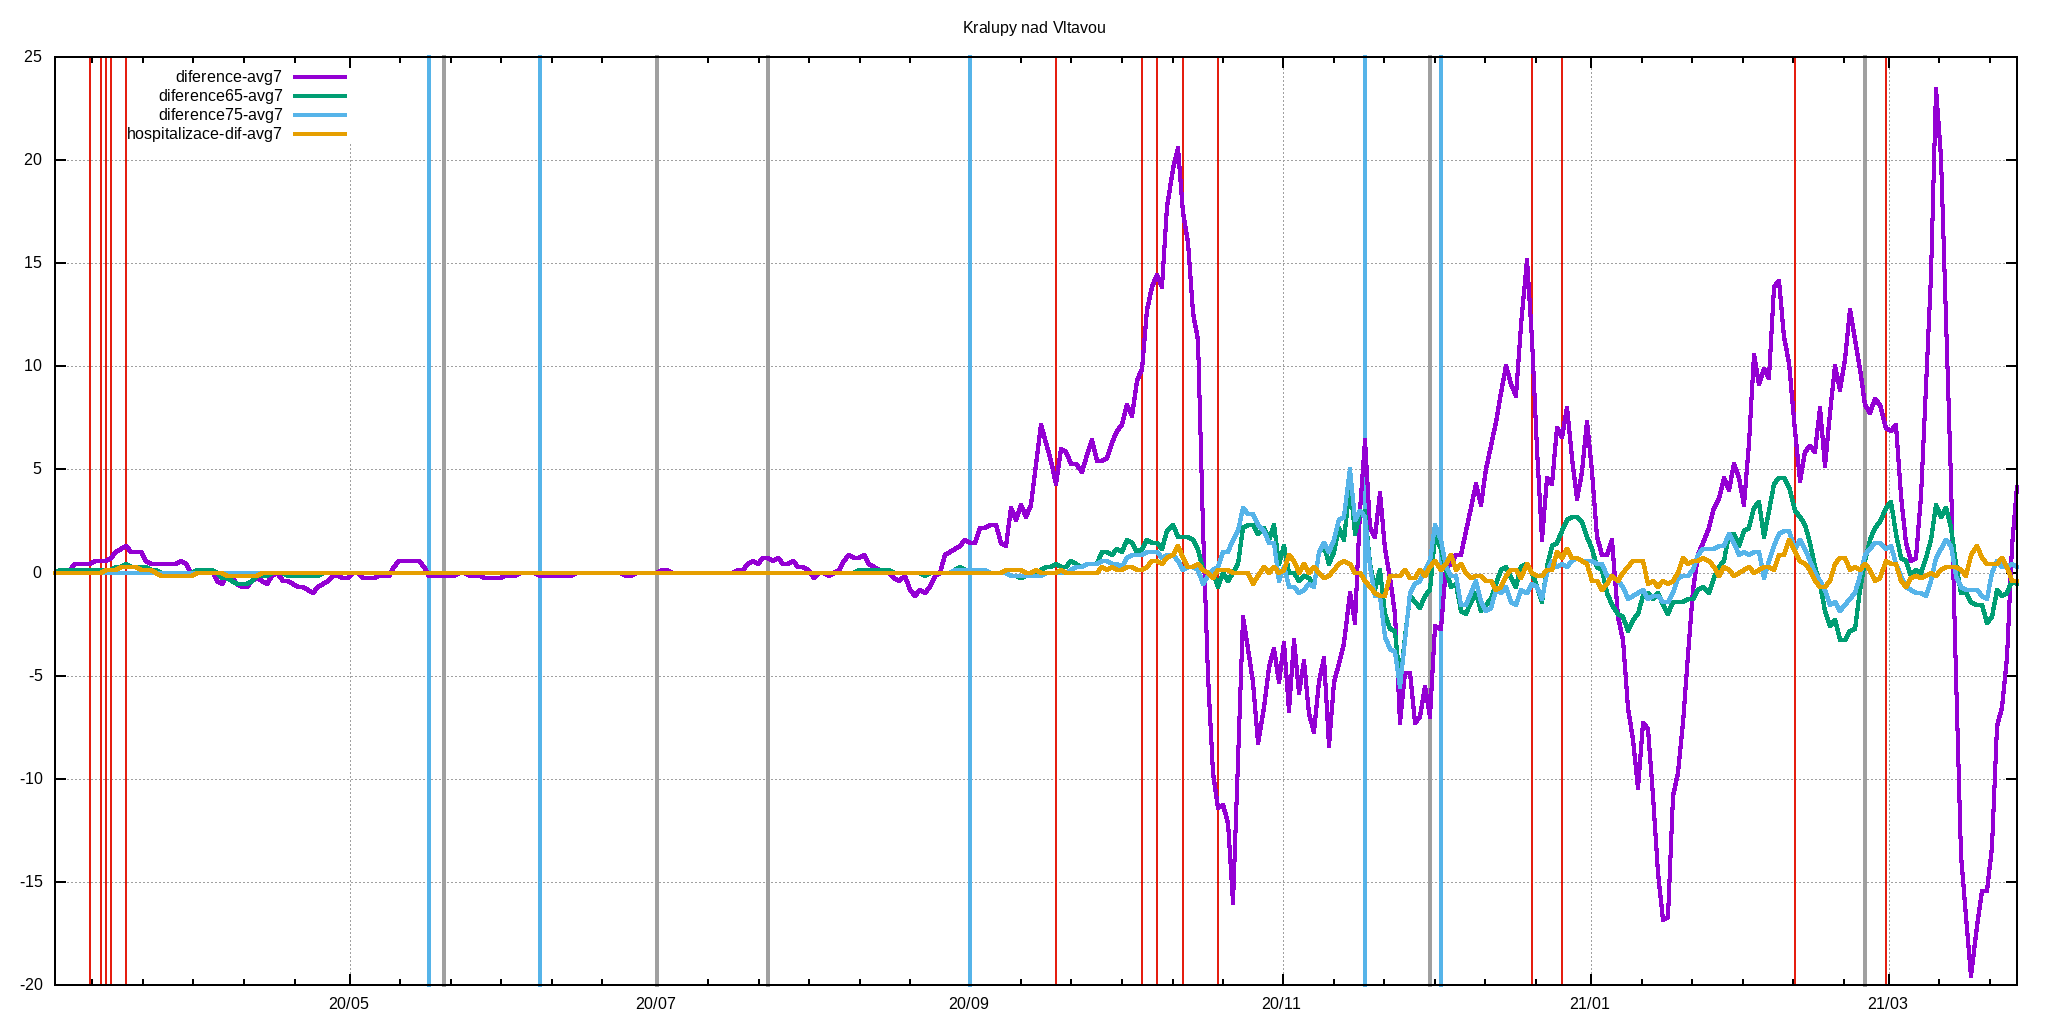 Kralupy nad Vltavou
diference-avg7
diference65-avg7
diference75-avg7
hospitalizace-dif-avg7
25
20
15
10
5
0
-5
-10
-15
-20
20/05 20/07 20/09 20/11 21/01 21/03